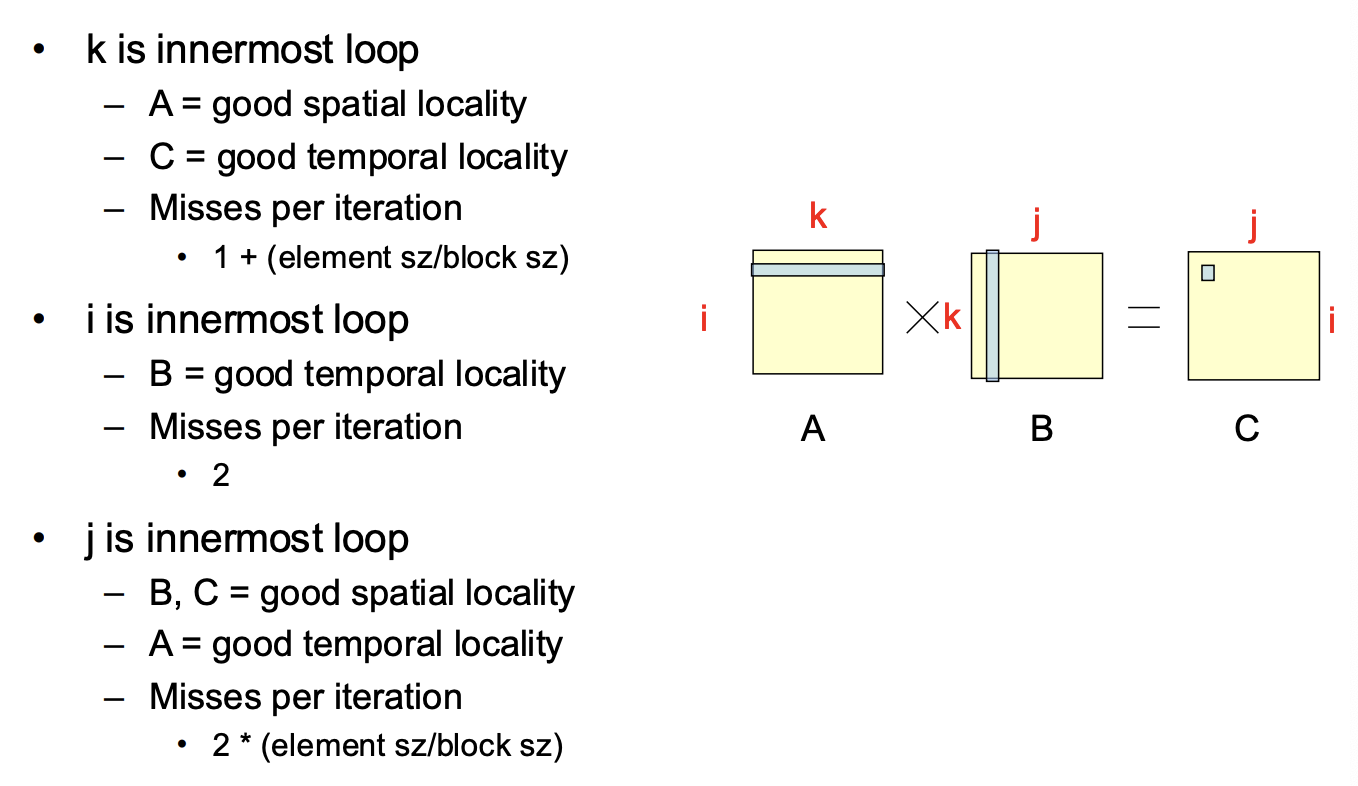 • k is innermost loop
– A = good spatial locality
– C = good temporal locality
– Misses per iteration
• 1 + (element sz/block sz)
• i is innermost loop
– B = good temporal locality
– Misses per iteration
• 2
• j is innermost loop
– B, C = good spatial locality
– A = good temporal locality
– Misses per iteration
• 2 * (element sz/block sz)
k
j
j
i
k
i
A
B
C